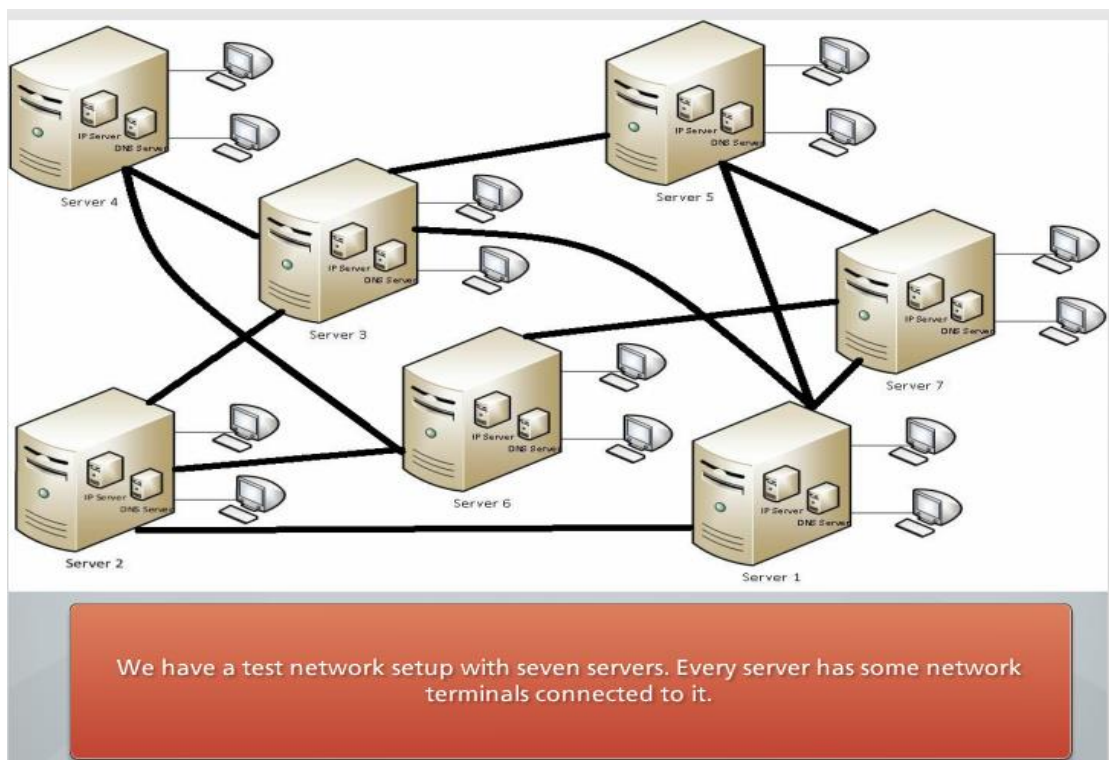 IP Server
DNS Server
Server 4
IP Server
DNS Server
Server 5
IP Server
DNS Server
Server 3
IP Server
DNS Server
Server 7
IP Server
DNS Server
Server 6
IP Server
DNS Server
Server 2
IP Server
DNS Server
Server 1
We have a test network setup with seven servers. Every server has some network
terminals connected to it.